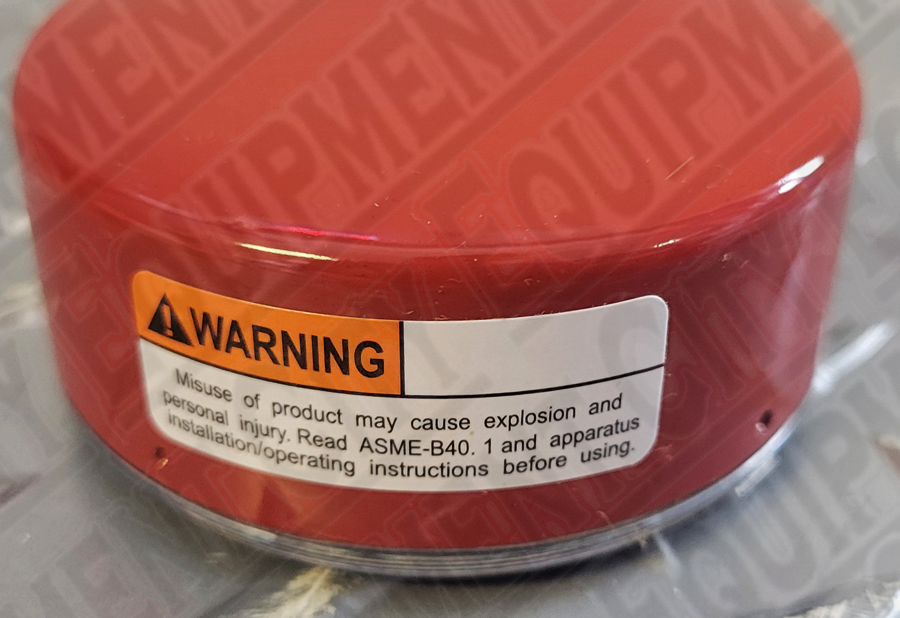 WARNING
Misuse of product may cause explosion and
personal injury. Read ASME-B40. 1 and apparatus
installation/operating instructions before using.
EQUIPMENT